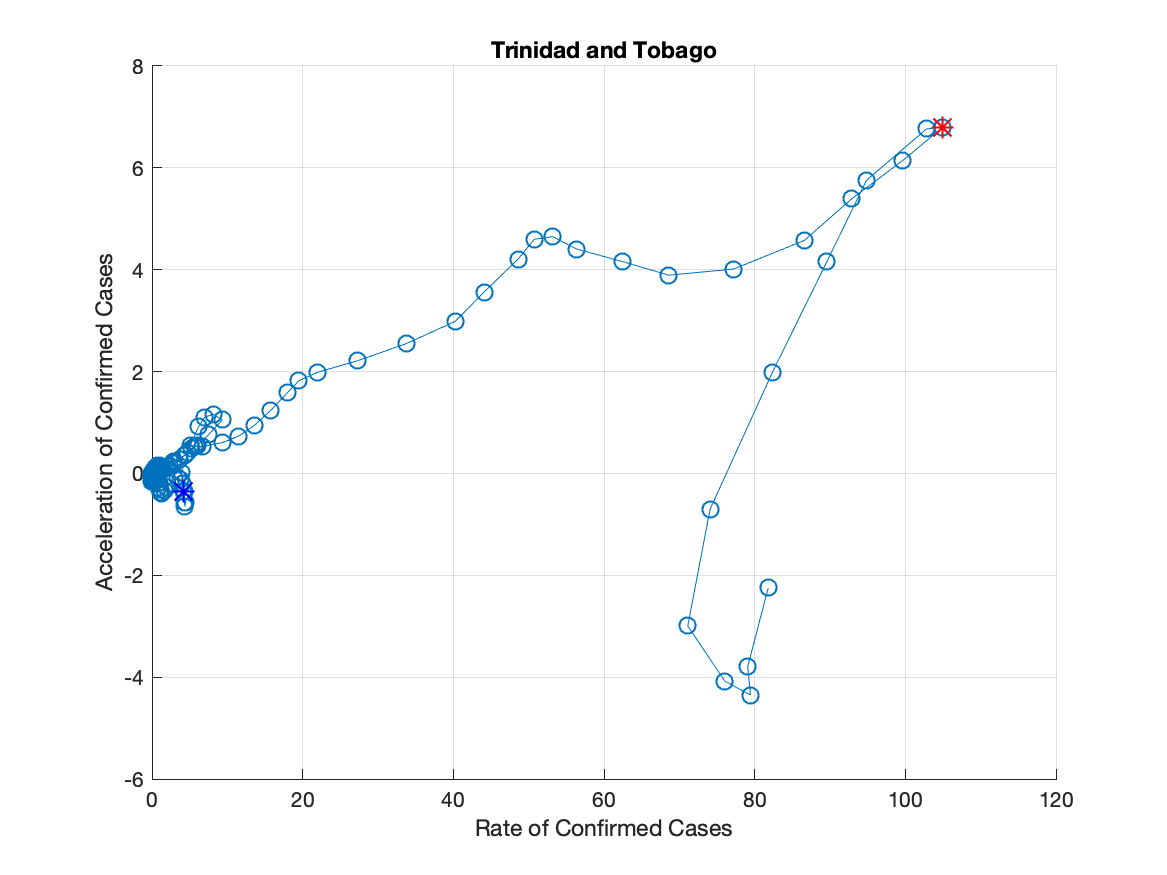 Trinidad and Tobago
8
6
4
2
0
-2
-4
-6
0 20 40 60 80 100 120
Acceleration of Confirmed Cases
Rate of Confirmed Cases